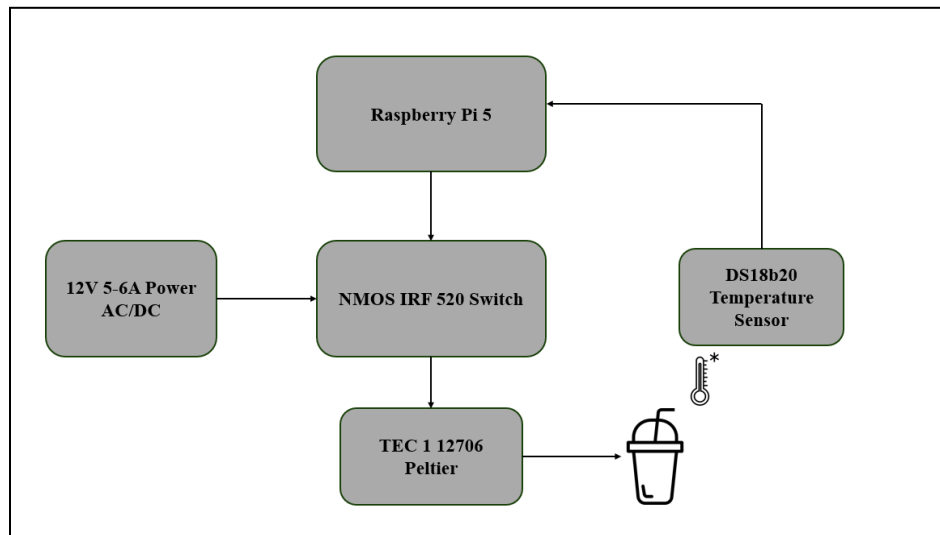 Raspberry Pi 5
12V 5-6A Power
AC/DC
NMOS IRF 520 Switch
DS18b20
Temperature
Sensor
TEC 1 12706
Peltier